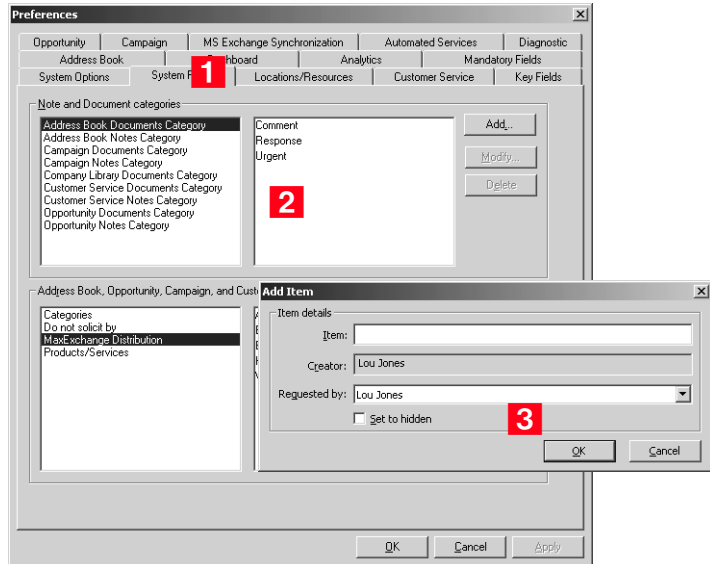 Preferences
Opportunity Campaign MS Exchange Synchronization Automated Services Diagnostic
Address Book Analytics Mandatory Fields
System Options System 1 Locations/Resources Customer Service Key Fields
Note and Document categories
Address Book Documents Category
Address Book Notes Category
Campaign Documents Category
Campaign Notes Category
Company Library Documents Category
Customer Service Documents Category
Customer Service Notes Category
Opportunity Documents Category
Opportunity Notes Category
Comment
Response
Urgent
2
Add...
Modify...
Delete
Address Book, Opportunity, Campaign, and Cust
Categories
Do not solicit by
MaxExchange Distribution
Products/Services
Add Item
Item details
Item:
Creator: Lou Jones
Requested by: Lou Jones
Set to hidden
3
OK Cancel
OK Cancel Apply